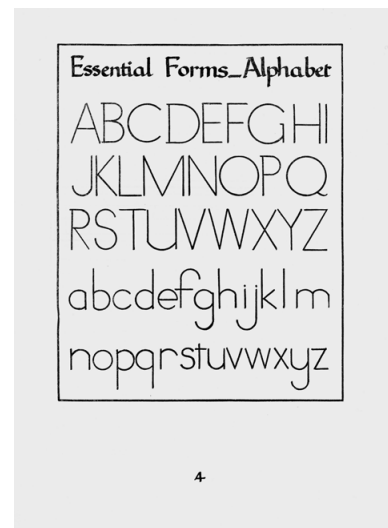 Essential Forms_Alphabet
ABCDEFGHI
JKLMNOPQ
RSTUVWXYZ
abcdefghijklm
nopqrstuvwxyz
4